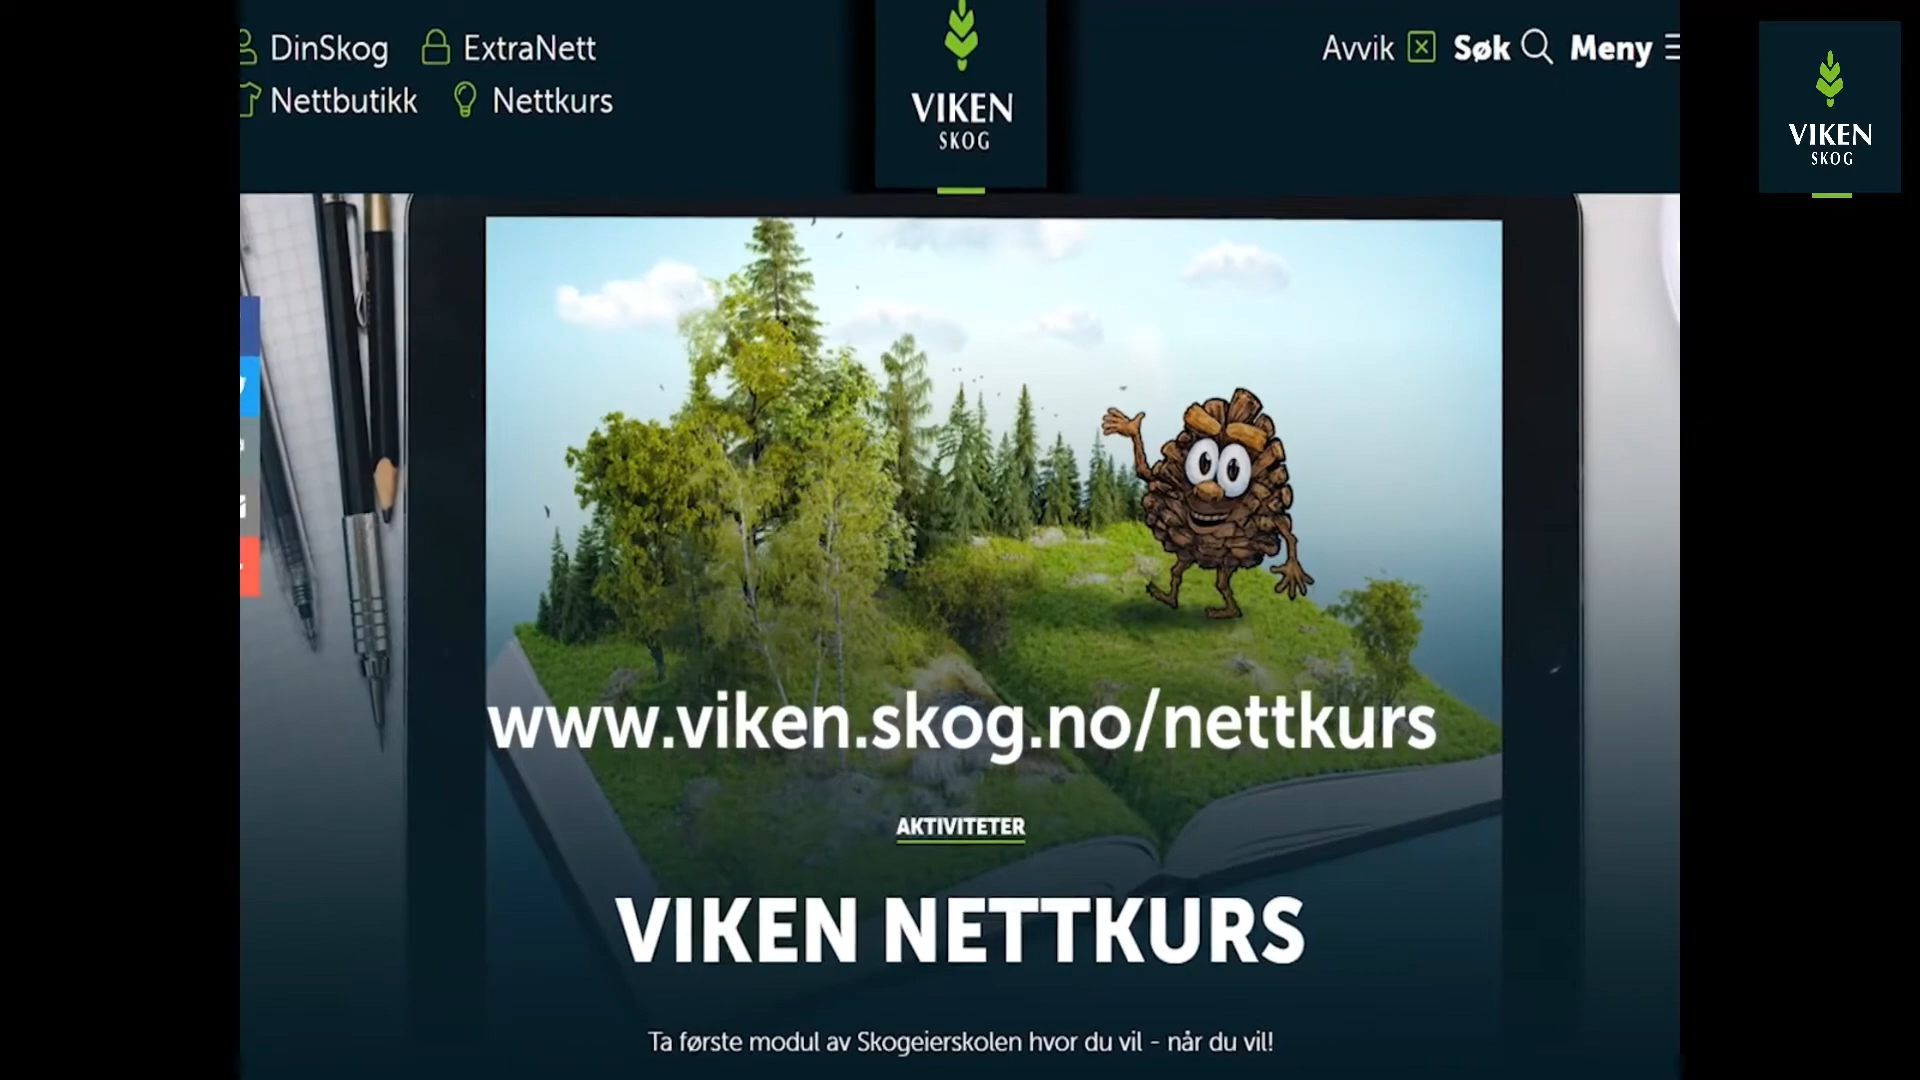 DinSkog ExtraNett
Nettbutikk Nettkurs
VIKEN
SKOG
Avvik Søk Meny
VIKEN
SKOG
www.viken.skog.no/nettkurs
AKTIVITETER
VIKEN NETTKURS
Ta første modul av Skogeierskolen hvor du vil - når du vil!